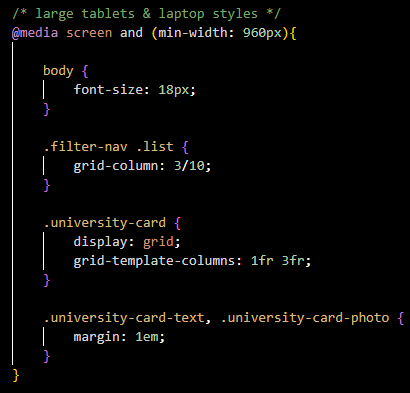 /* large tablets & laptop styles */
@media screen and (min-width: 960px){
body {
font-size: 18px;
}
.filter-nav .list {
grid-column: 3/10;
}
.university-card {
display: grid;
grid-template-columns: 1fr 3fr;
}
.university-card-text, .university-card-photo {
margin: 1em;
}
}